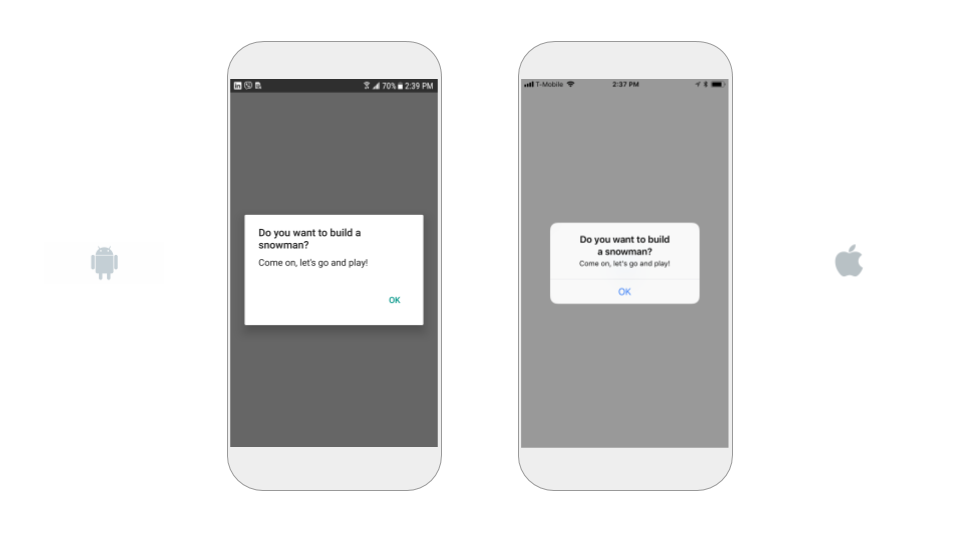 70% 2:39 PM
Do you want to build a
snowman?
Come on, let's go and play!
OK
T-Mobile 2:37 PM
Do you want to build
a snowman?
Come on, let's go and play!
OK